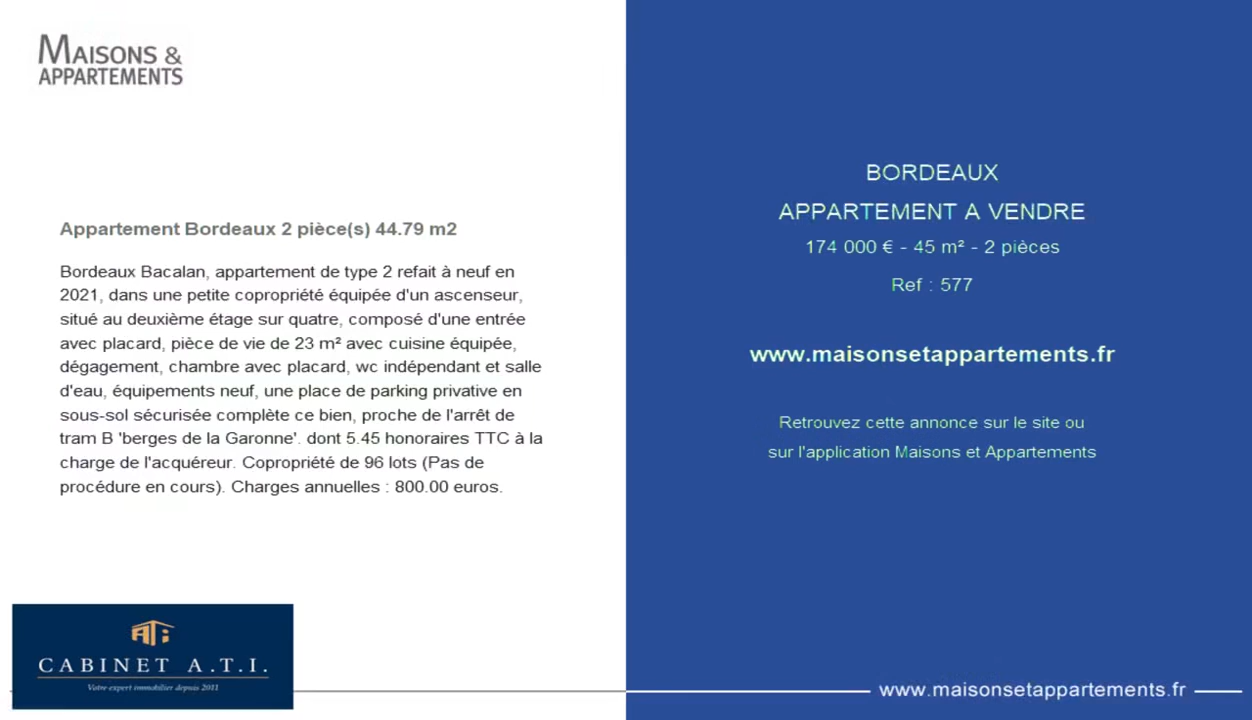 MAISONS &
APPARTEMENTS
Appartement Bordeaux 2 pièce(s) 44.79 m2
Bordeaux Bacalan, appartement de type 2 refait à neuf en
2021, dans une petite copropriété équipée d'un ascenseur,
situé au deuxième étage sur quatre, composé d'une entrée
avec placard, pièce de vie de 23 m² avec cuisine équipée,
dégagement, chambre avec placard, wc indépendant et salle
d'eau, équipements neuf, une place de parking privative en
sous-sol sécurisée complète ce bien, proche de l'arrêt de
tram B 'berges de la Garonne'. dont 5.45 honoraires TTC à la
charge de l'acquéreur. Copropriété de 96 lots (Pas de
procédure en cours). Charges annuelles : 800.00 euros.
ATi
CABINET A.T.I.
Votre expert immobilier depuis 2011
BORDEAUX
APPARTEMENT A VENDRE
174 000 € - 45 m² - 2 pièces
Ref : 577
www.maisonsetappartements.fr
Retrouvez cette annonce sur le site ou
sur l'application Maisons et Appartements
www.maisonsetappartements.fr